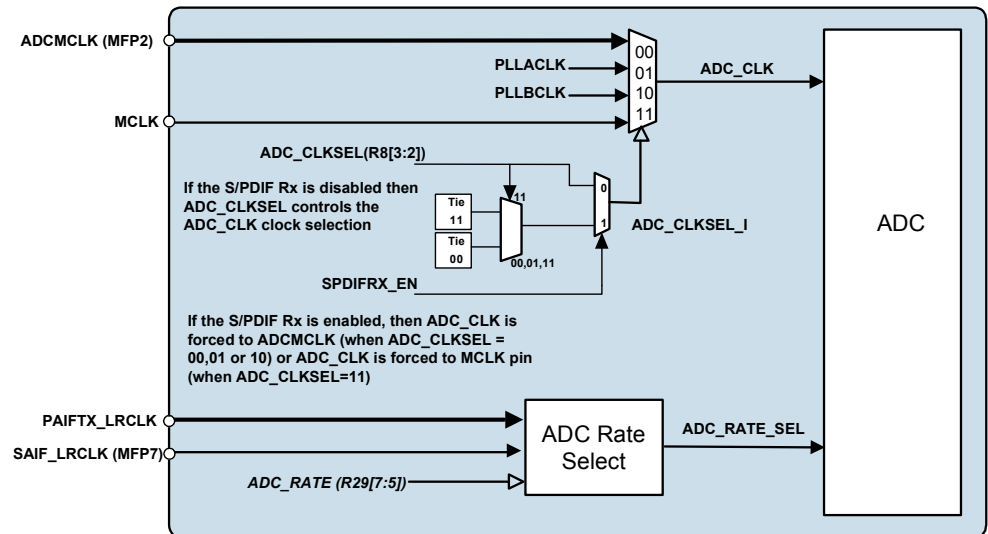 ADCMCLK (MFP2)
00
PLLACLK
01
ADC_CLK
PLLBCLK
10
MCLK
11
ADC_CLKSEL(R8[3:2])
If the S/PDIF Rx is disabled then
ADC_CLKSEL controls the
ADC_CLK clock selection
Tie
11
11
0
1
ADC_CLKSEL_I
ADC
Tie
00
00,01,11
SPDIFRX_EN
If the S/PDIF Rx is enabled, then ADC_CLK is
forced to ADCMCLK (when ADC_CLKSEL =
00,01 or 10) or ADC_CLK is forced to MCLK pin
(when ADC_CLKSEL=11)
PAIFTX_LRCLK
SAIF_LRCLK (MFP7)
ADC_RATE (R29[7:5])
ADC Rate
Select
ADC_RATE_SEL